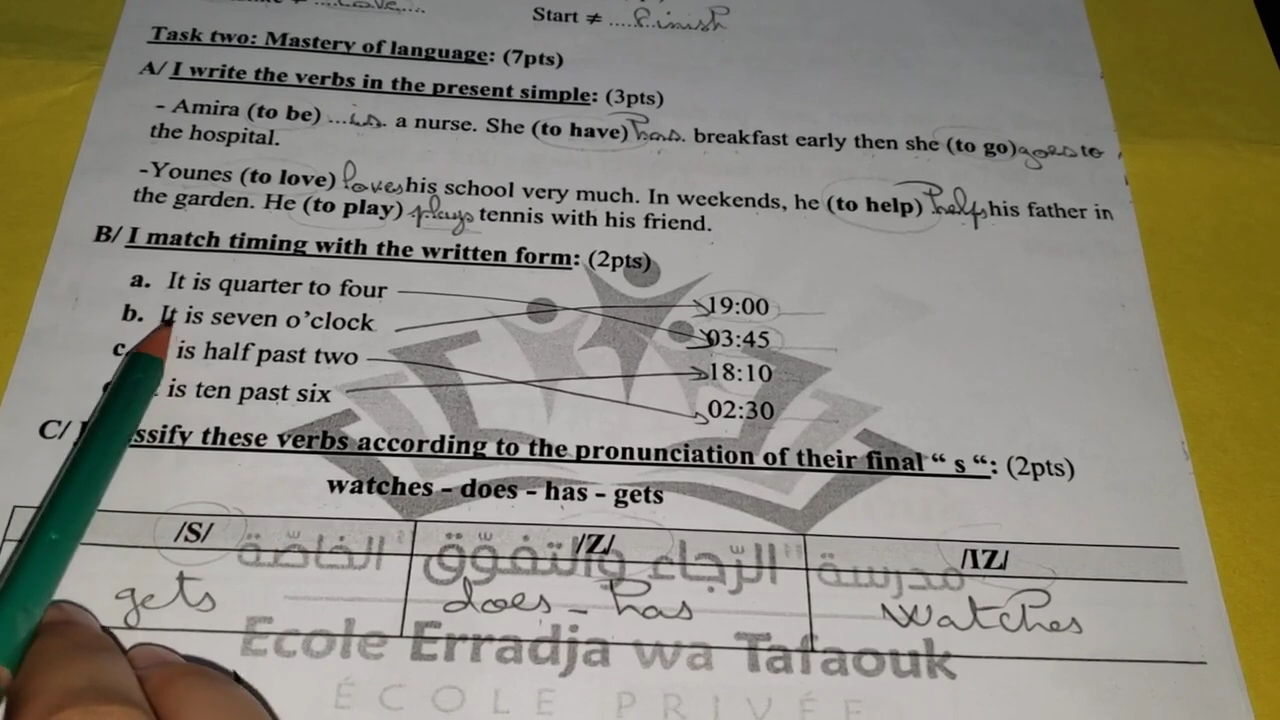 ....Love....
Start ≠ .....finish
Task two: Mastery of language: (7pts)
A/ I write the verbs in the present simple: (3pts)
- Amira (to be) ...is. a nurse. She (to have) has. breakfast early then she (to go) goes to
the hospital.
-Younes (to love) loves his school very much. In weekends, he (to help) helps his father in
the garden. He (to play) plays tennis with his friend.
B/ I match timing with the written form: (2pts)
a. It is quarter to four
19:00
b. It is seven o'clock
03:45
c. is half past two
18:10
is ten past six
02:30
C/ I classify these verbs according to the pronunciation of their final “ s “: (2pts)
watches - does - has - gets
/S/ /Z/ /IZ/
مدرسة "الرّجاء والتفوّق" الخاصّة
gets does - has watches
Ecole Erradja wa Tafaouk
ÉCOLE PRIVÉE